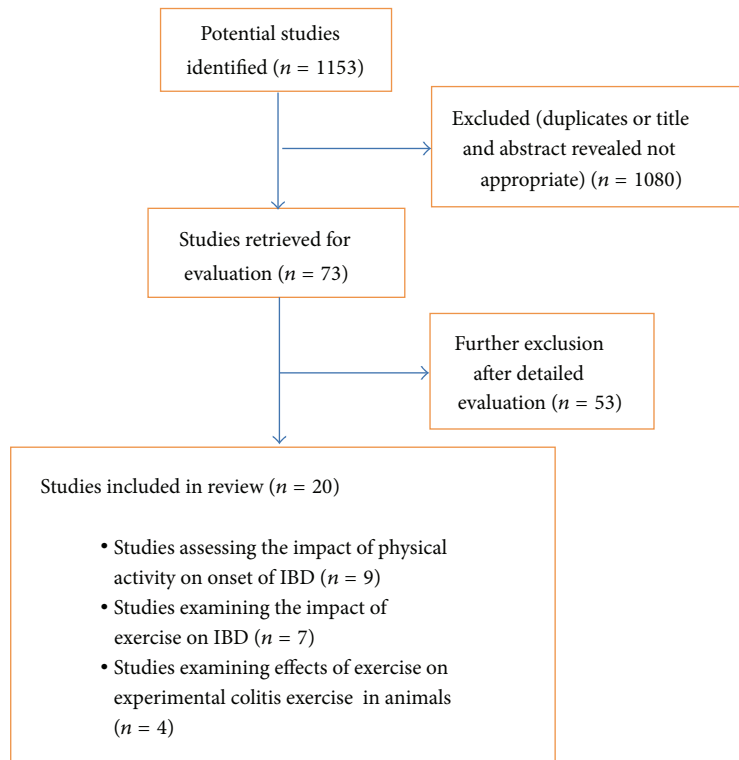 Potential studies
identified (n = 1153)
Excluded (duplicates or title
and abstract revealed not
appropriate) (n = 1080)
Studies retrieved for
evaluation (n = 73)
Further exclusion
after detailed
evaluation (n = 53)
Studies included in review (n = 20)
• Studies assessing the impact of physical
activity on onset of IBD (n = 9)
• Studies examining the impact of
exercise on IBD (n = 7)
• Studies examining effects of exercise on
experimental colitis exercise in animals
(n = 4)